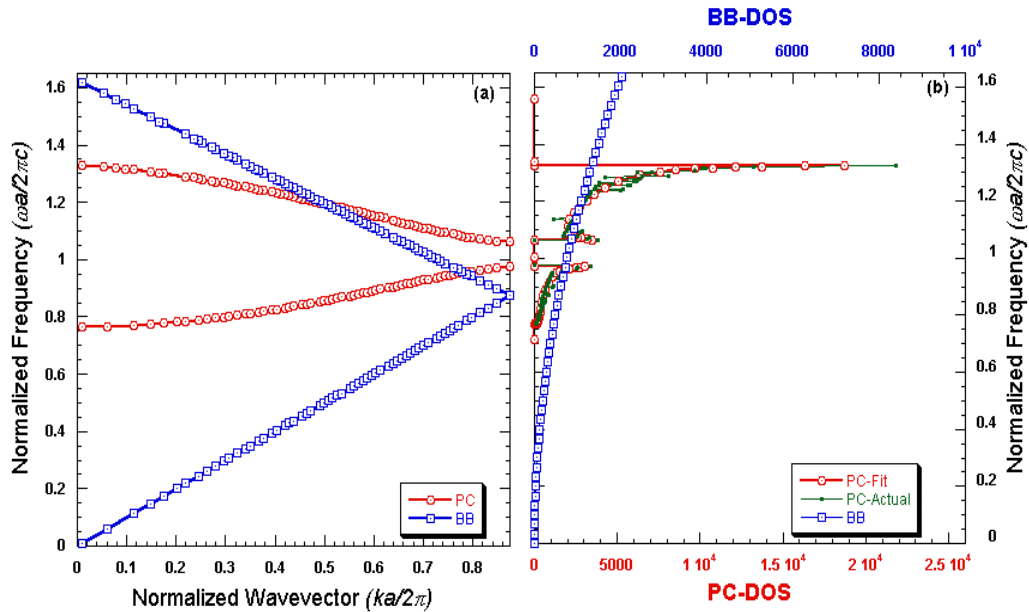 BB-DOS
0 2000 4000 6000 8000 1 10⁴
(a)
(b)
1.6
1.4
1.2
1
0.8
0.6
0.4
0.2
0
Normalized Frequency (ωa/2πc)
0 0.1 0.2 0.3 0.4 0.5 0.6 0.7 0.8
Normalized Wavevector (ka/2π)
PC
BB
1.6
1.4
1.2
1
0.8
0.6
0.4
0.2
0
Normalized Frequency (ωa/2πc)
PC-Fit
PC-Actual
BB
0 5000 1 10⁴ 1.5 10⁴ 2 10⁴ 2.5 10⁴
PC-DOS